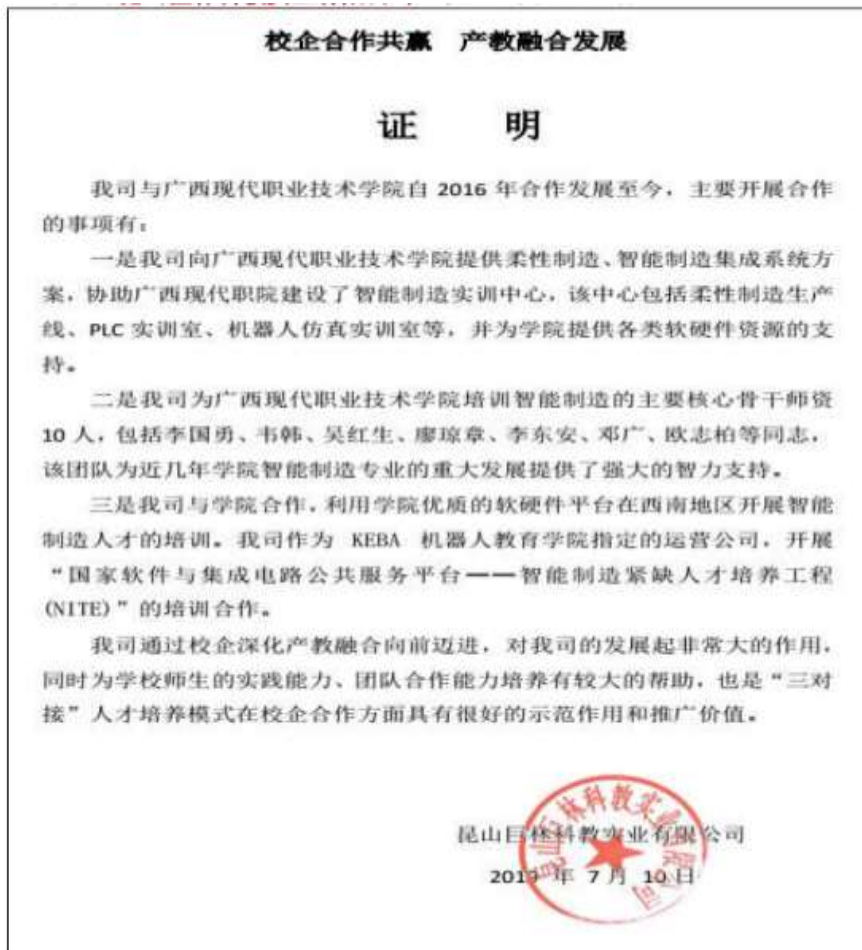 校企合作共赢 产教融合发展
证 明
我司与广西现代职业技术学院自 2016 年合作发展至今，主要开展合作
的事项有：
一是我司向广西现代职业技术学院提供柔性制造、智能制造集成系统方
案，协助广西现代职院建设了智能制造实训中心，该中心包括柔性制造生产
线、PLC 实训室、机器人仿真实训室等，并为学院提供各类软硬件资源的支
持。
二是我司为广西现代职业技术学院培训智能制造的主要核心骨干师资
10 人，包括李国勇、韦韩、吴红生、廖琼章、李东安、邓广、欧志柏等同志，
该团队为近几年学院智能制造专业的重大发展提供了强大的智力支持。
三是我司与学院合作，利用学院优质的软硬件平台在西南地区开展智能
制造人才的培训。我司作为 KEBA 机器人教育学院指定的运营公司，开展
“国家软件与集成电路公共服务平台——智能制造紧缺人才培养工程
(NITE)”的培训合作。
我司通过校企深化产教融合向前迈进，对我司的发展起非常大的作用，
同时为学校师生的实践能力、团队合作能力培养有较大的帮助，也是“三对
接”人才培养模式在校企合作方面具有很好的示范作用和推广价值。
昆山巨林科教实业有限公司
昆山巨林科教实业有限公司
2019 年 7 月 10 日